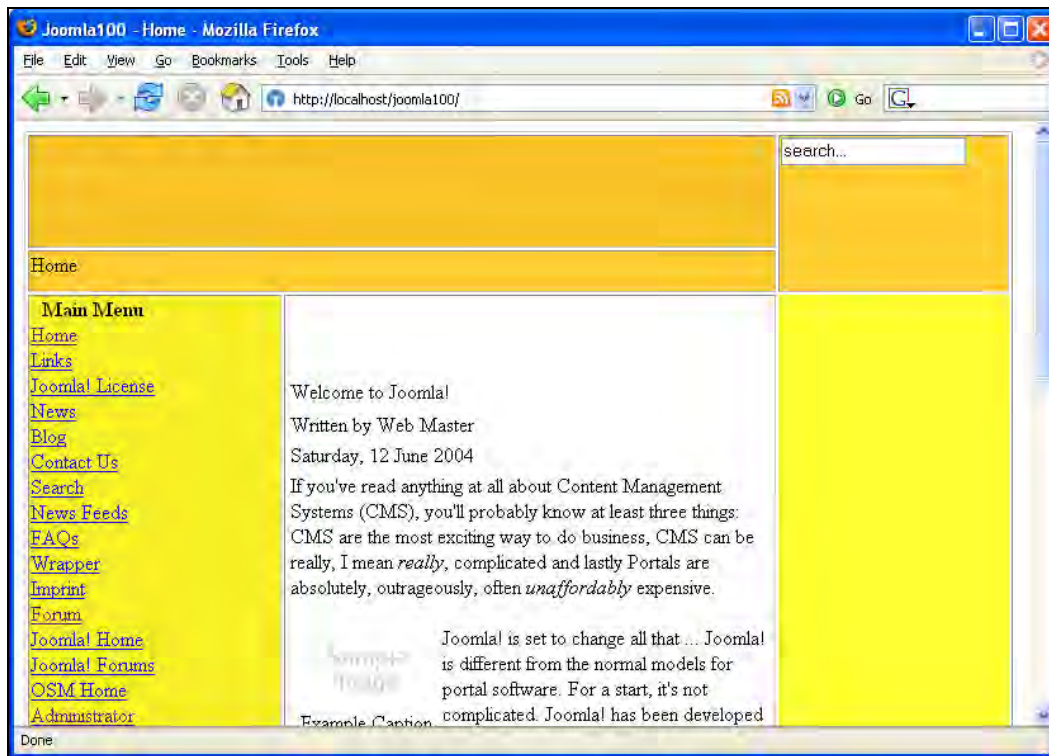 Joomla100 - Home - Mozilla Firefox
File Edit View Go Bookmarks Tools Help
http://localhost/joomla100/
Go
G
search...
Home
Main Menu
Home
Links
Joomla! License
News
Blog
Contact Us
Search
News Feeds
FAQs
Wrapper
Imprint
Forum
Joomla! Home
Joomla! Forums
OSM Home
Administrator
Welcome to Joomla!
Written by Web Master
Saturday, 12 June 2004
If you've read anything at all about Content Management
Systems (CMS), you'll probably know at least three things:
CMS are the most exciting way to do business, CMS can be
really, I mean really, complicated and lastly Portals are
absolutely, outrageously, often unaffordably expensive.
Sample
Image
Example Caption
Joomla! is set to change all that ... Joomla!
is different from the normal models for
portal software. For a start, it's not
complicated. Joomla! has been developed
Done